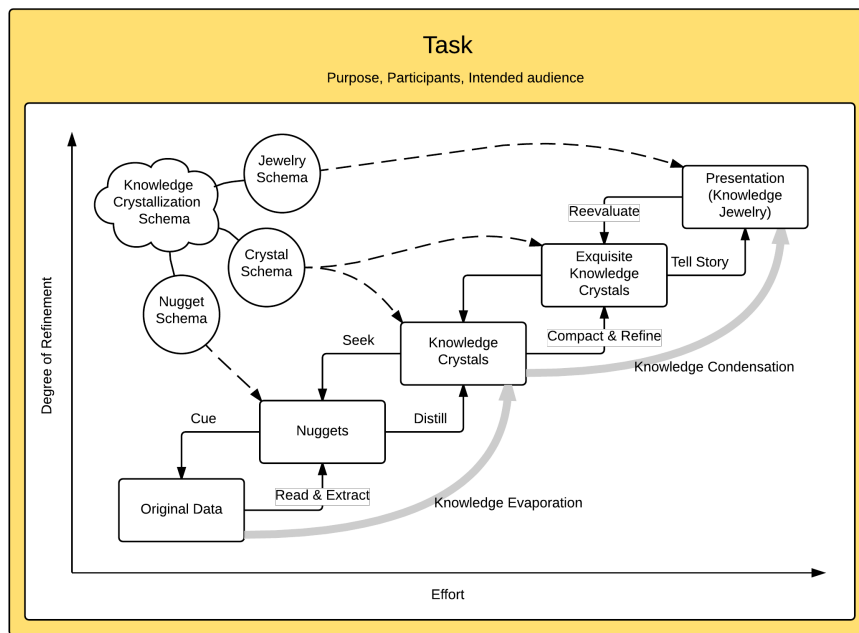 Task
Purpose, Participants, Intended audience
Degree of Refinement
Knowledge
Crystallization
Schema
Jewelry
Schema
Crystal
Schema
Nugget
Schema
Presentation
(Knowledge
Jewelry)
Reevaluate
Exquisite
Knowledge
Crystals
Tell Story
Seek
Knowledge
Crystals
Compact & Refine
Knowledge Condensation
Cue
Nuggets
Distill
Original Data
Read & Extract
Knowledge Evaporation
Effort